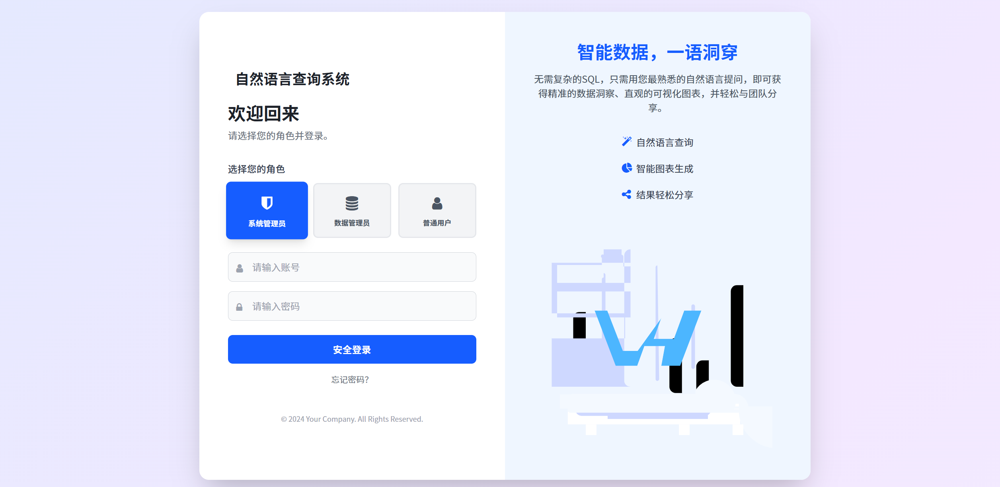 自然语言查询系统
欢迎回来
请选择您的角色并登录。
选择您的角色
系统管理员
数据管理员
普通用户
请输入账号
请输入密码
安全登录
忘记密码？
© 2024 Your Company. All Rights Reserved.
智能数据，一语洞穿
无需复杂的SQL，只需用您最熟悉的自然语言提问，即可获
得精准的数据洞察、直观的可视化图表，并轻松与团队分
享。
自然语言查询
智能图表生成
结果轻松分享